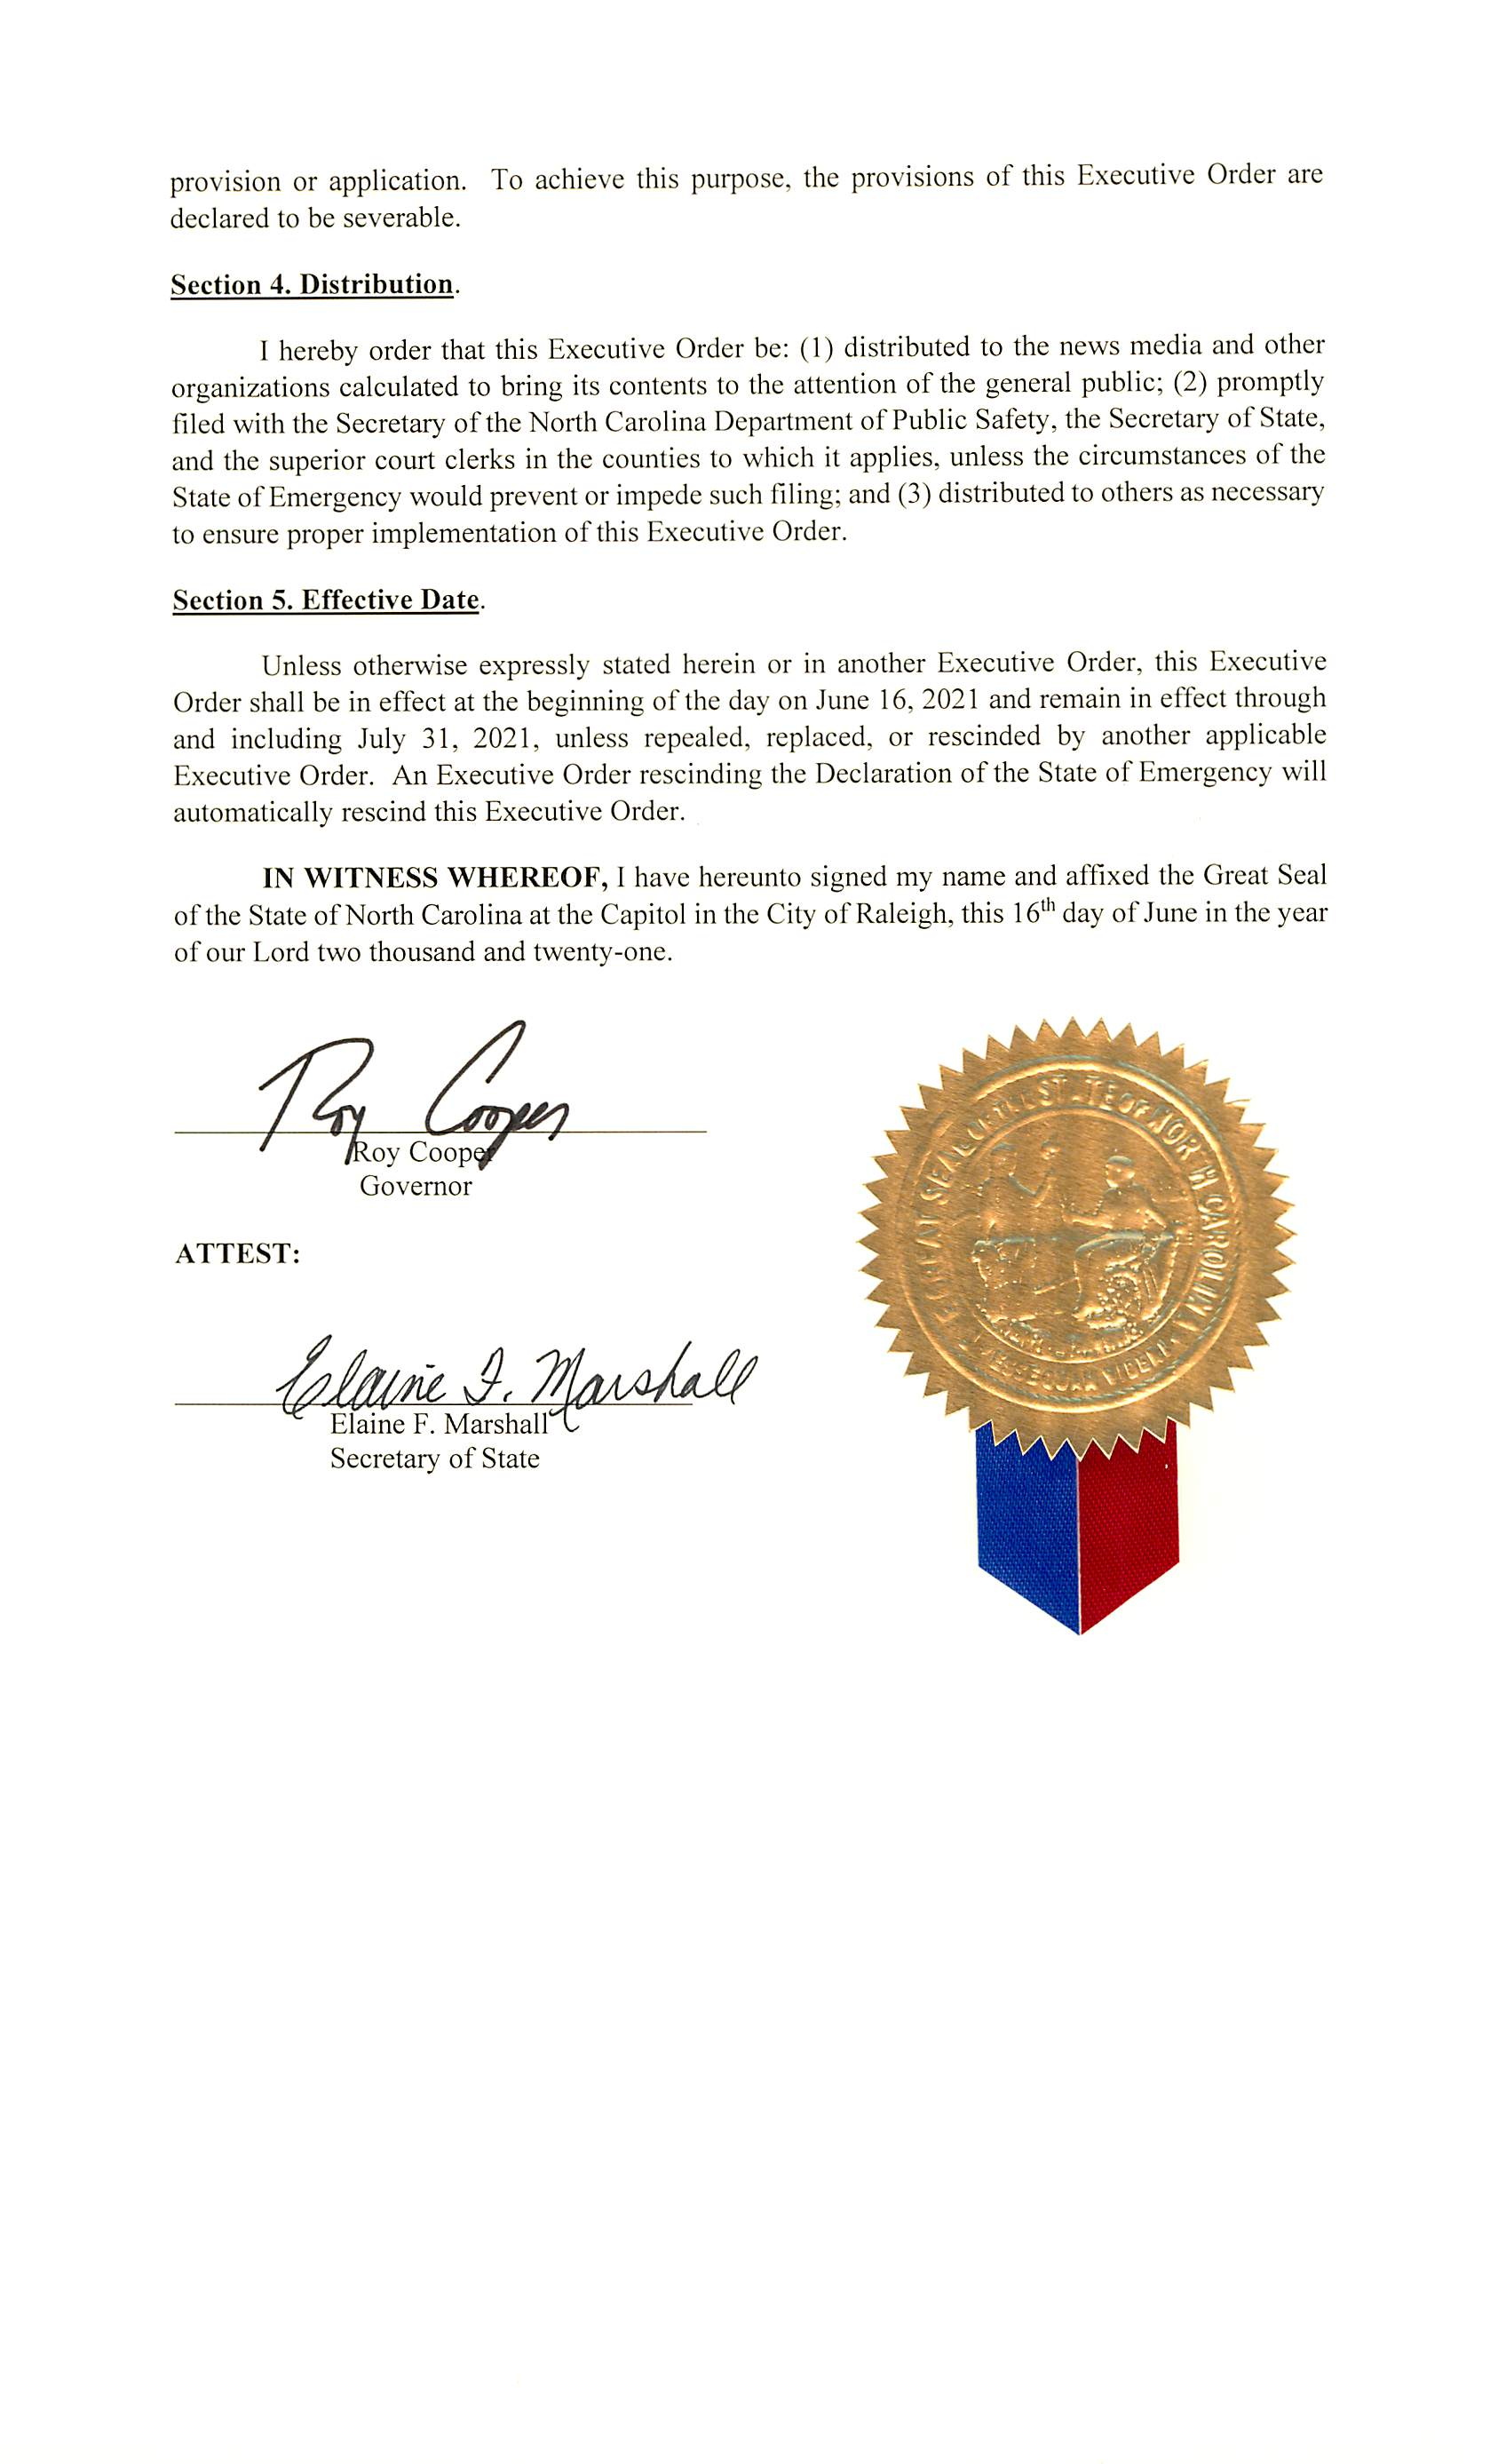 provision or application. To achieve this purpose, the provisions of this Executive Order are
declared to be severable.
Section 4. Distribution.
I hereby order that this Executive Order be: (1) distributed to the news media and other
organizations calculated to bring its contents to the attention of the general public; (2) promptly
filed with the Secretary of the North Carolina Department of Public Safety, the Secretary of State,
and the superior court clerks in the counties to which it applies, unless the circumstances of the
State of Emergency would prevent or impede such filing; and (3) distributed to others as necessary
to ensure proper implementation of this Executive Order.
Section 5. Effective Date.
Unless otherwise expressly stated herein or in another Executive Order, this Executive
Order shall be in effect at the beginning of the day on June 16, 2021 and remain in effect through
and including July 31, 2021, unless repealed, replaced, or rescinded by another applicable
Executive Order. An Executive Order rescinding the Declaration of the State of Emergency will
automatically rescind this Executive Order.
IN WITNESS WHEREOF, I have hereunto signed my name and affixed the Great Seal
of the State of North Carolina at the Capitol in the City of Raleigh, this 16th day of June in the year
of our Lord two thousand and twenty-one.
Roy Cooper
Roy Cooper
Governor
ATTEST:
Elaine F. Marshall
Elaine F. Marshall
Secretary of State
SEAL OF THE STATE OF NORTH CAROLINA